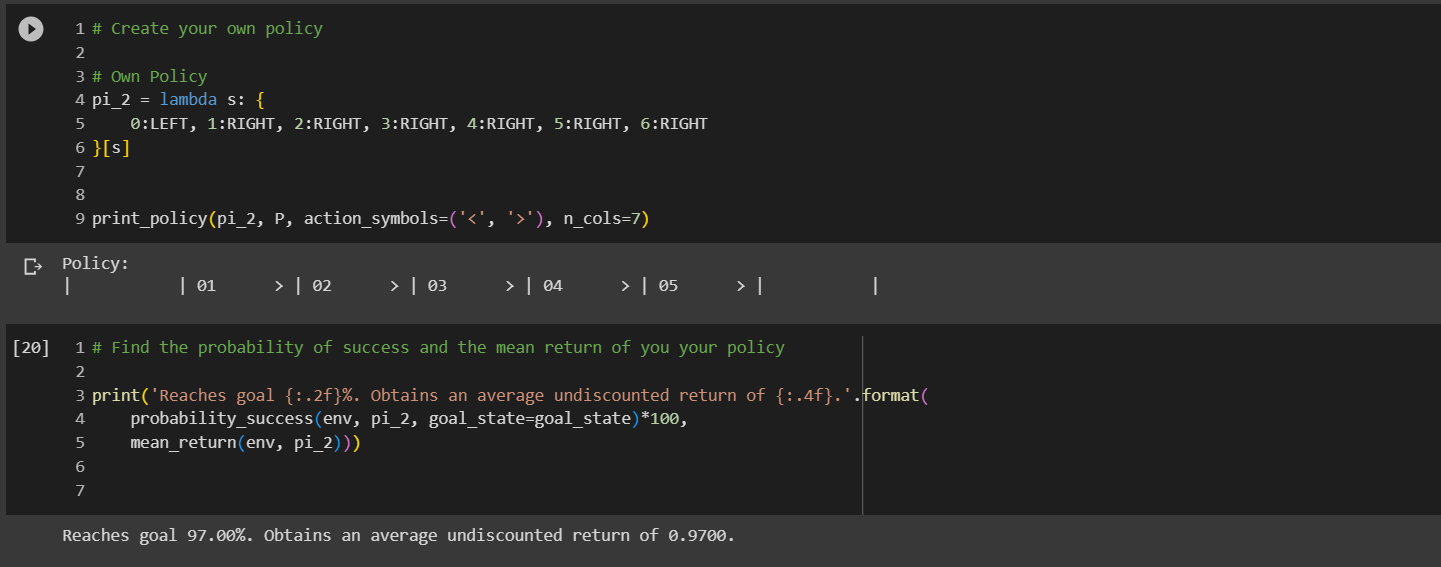 1 # Create your own policy
2
3 # Own Policy
4 pi_2 = lambda s: {
5     0:LEFT, 1:RIGHT, 2:RIGHT, 3:RIGHT, 4:RIGHT, 5:RIGHT, 6:RIGHT
6 }[s]
7
8
9 print_policy(pi_2, P, action_symbols=('<', '>'), n_cols=7)
Policy:
|           | 01      > | 02      > | 03      > | 04      > | 05      > |           |
[20] 1 # Find the probability of success and the mean return of you your policy
2
3 print('Reaches goal {:.2f}%. Obtains an average undiscounted return of {:.4f}.'.format(
4     probability_success(env, pi_2, goal_state=goal_state)*100,
5     mean_return(env, pi_2)))
6
7
Reaches goal 97.00%. Obtains an average undiscounted return of 0.9700.